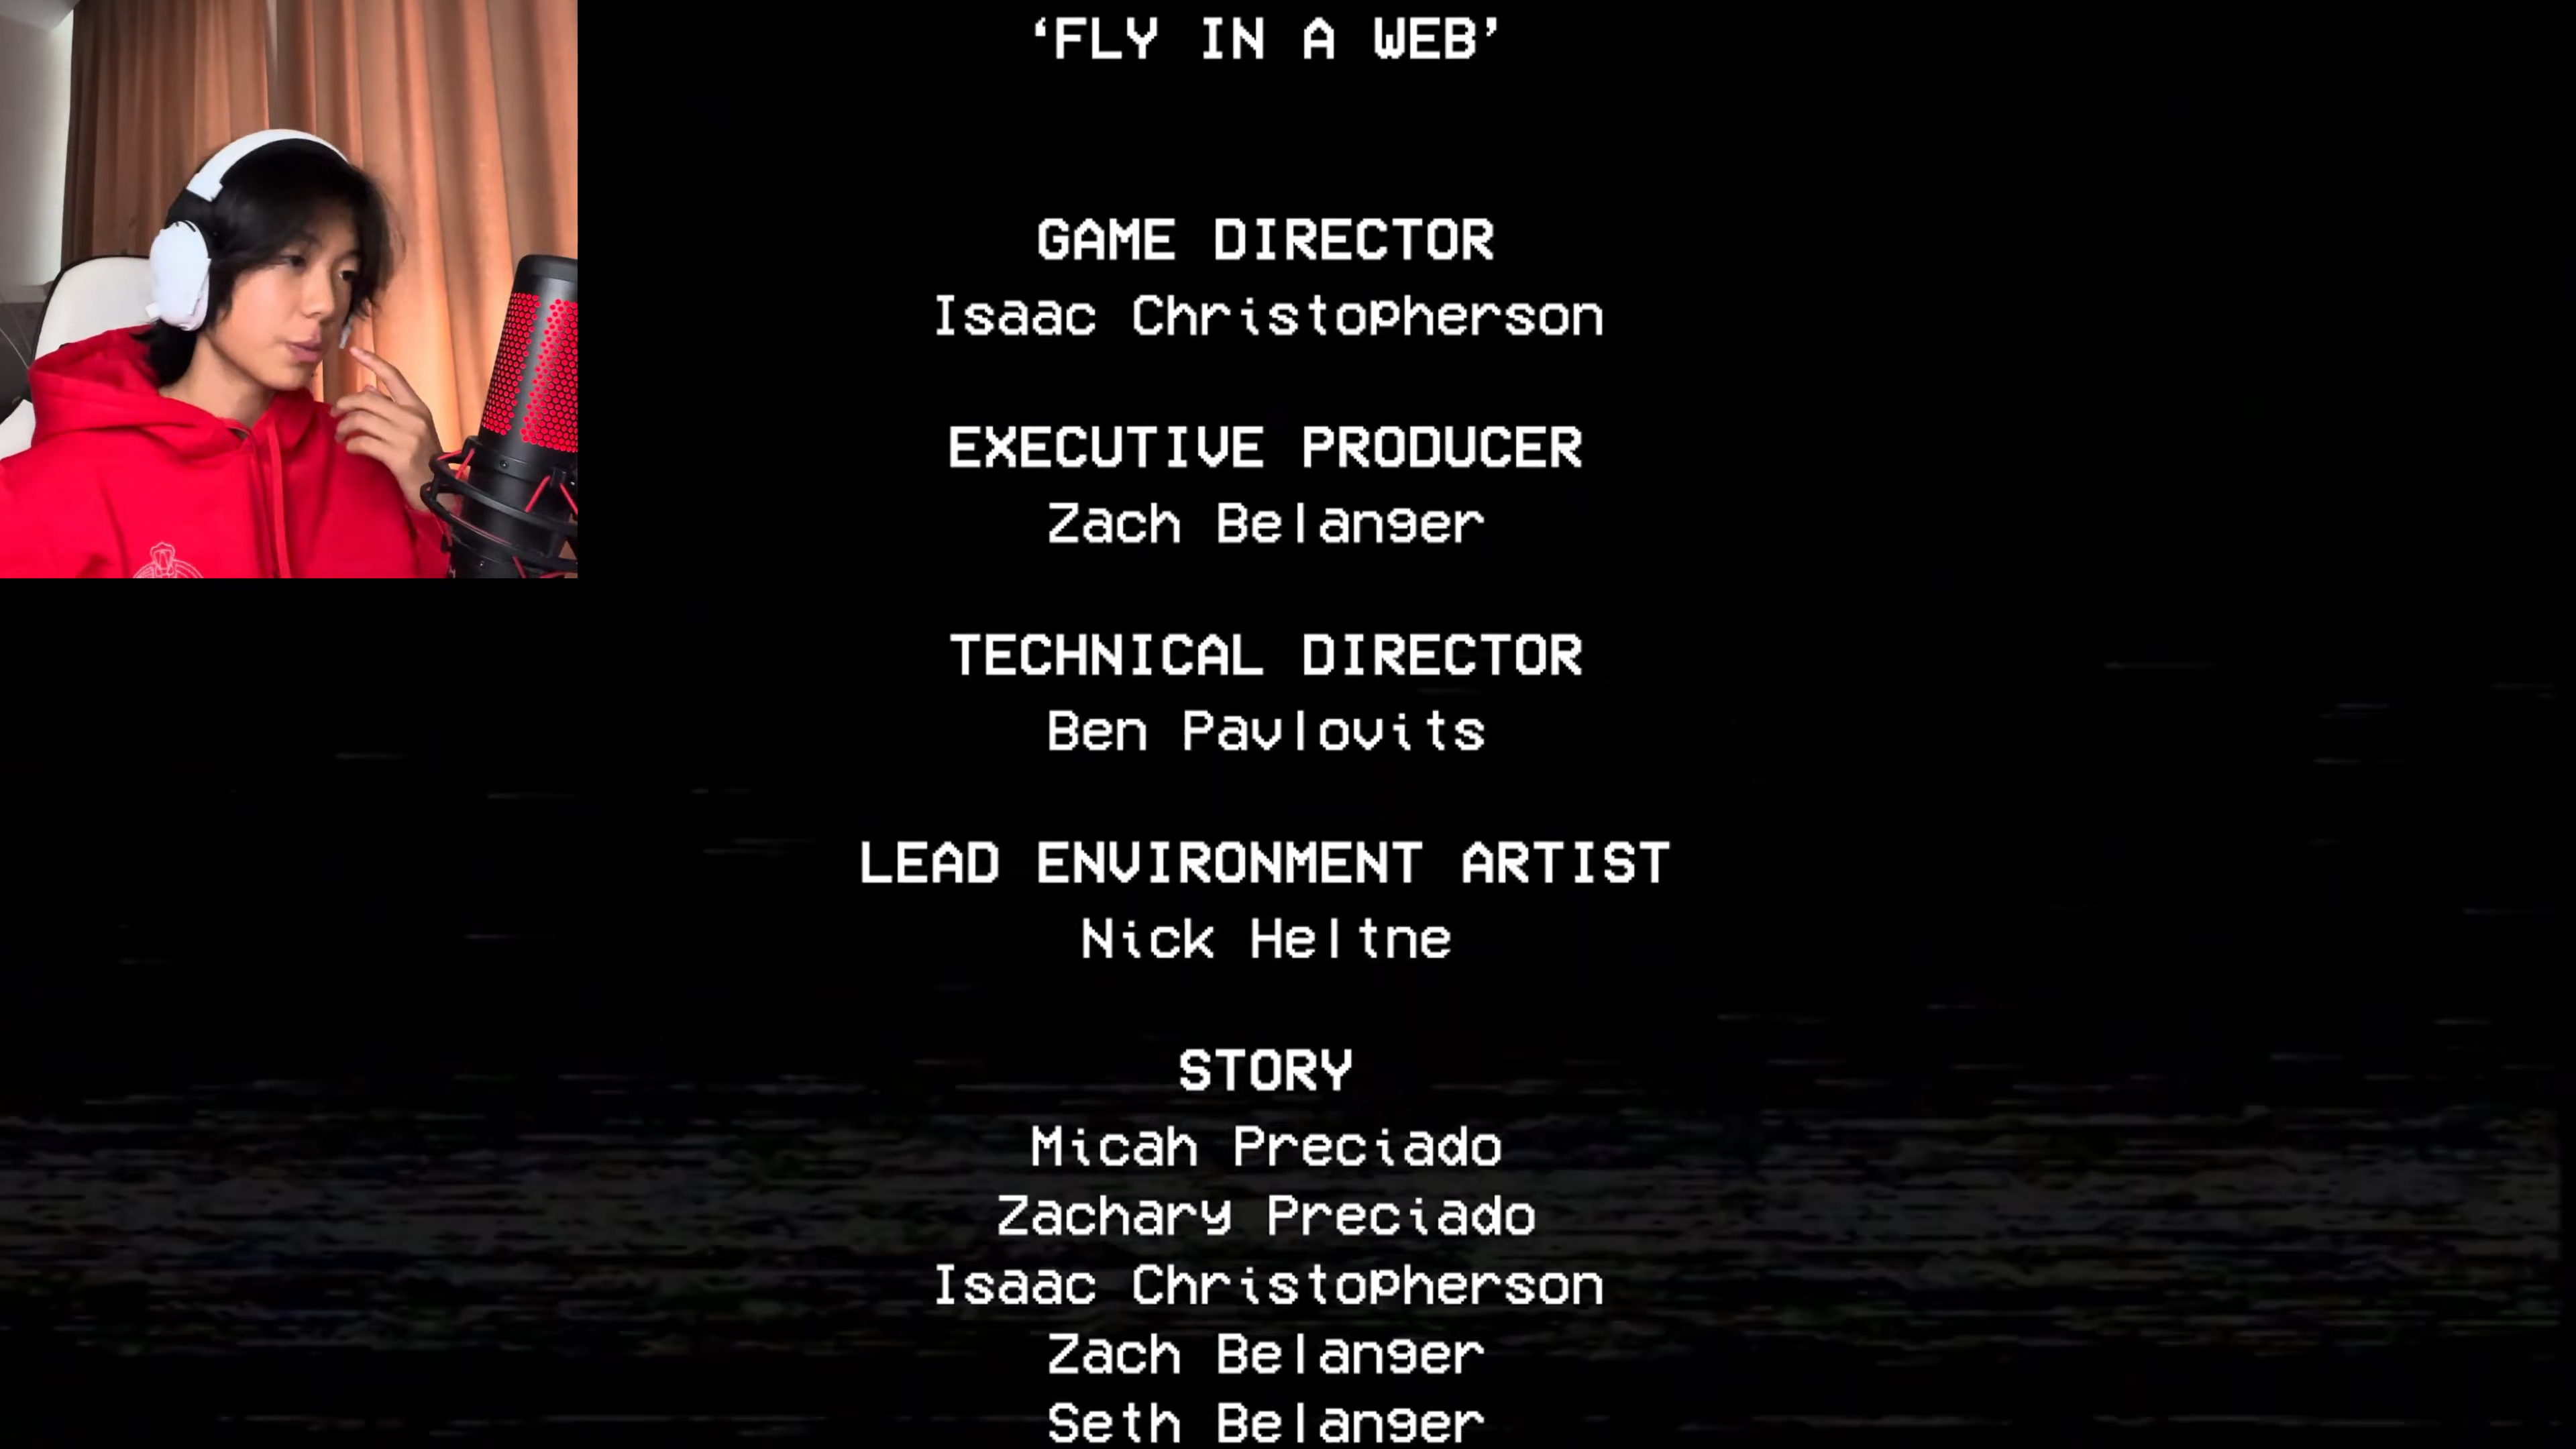 ‘FLY IN A WEB’
GAME DIRECTOR
Isaac Christopherson
EXECUTIVE PRODUCER
Zach Belanger
TECHNICAL DIRECTOR
Ben Pavlovits
LEAD ENVIRONMENT ARTIST
Nick Heltne
STORY
Micah Preciado
Zachary Preciado
Isaac Christopherson
Zach Belanger
Seth Belanger